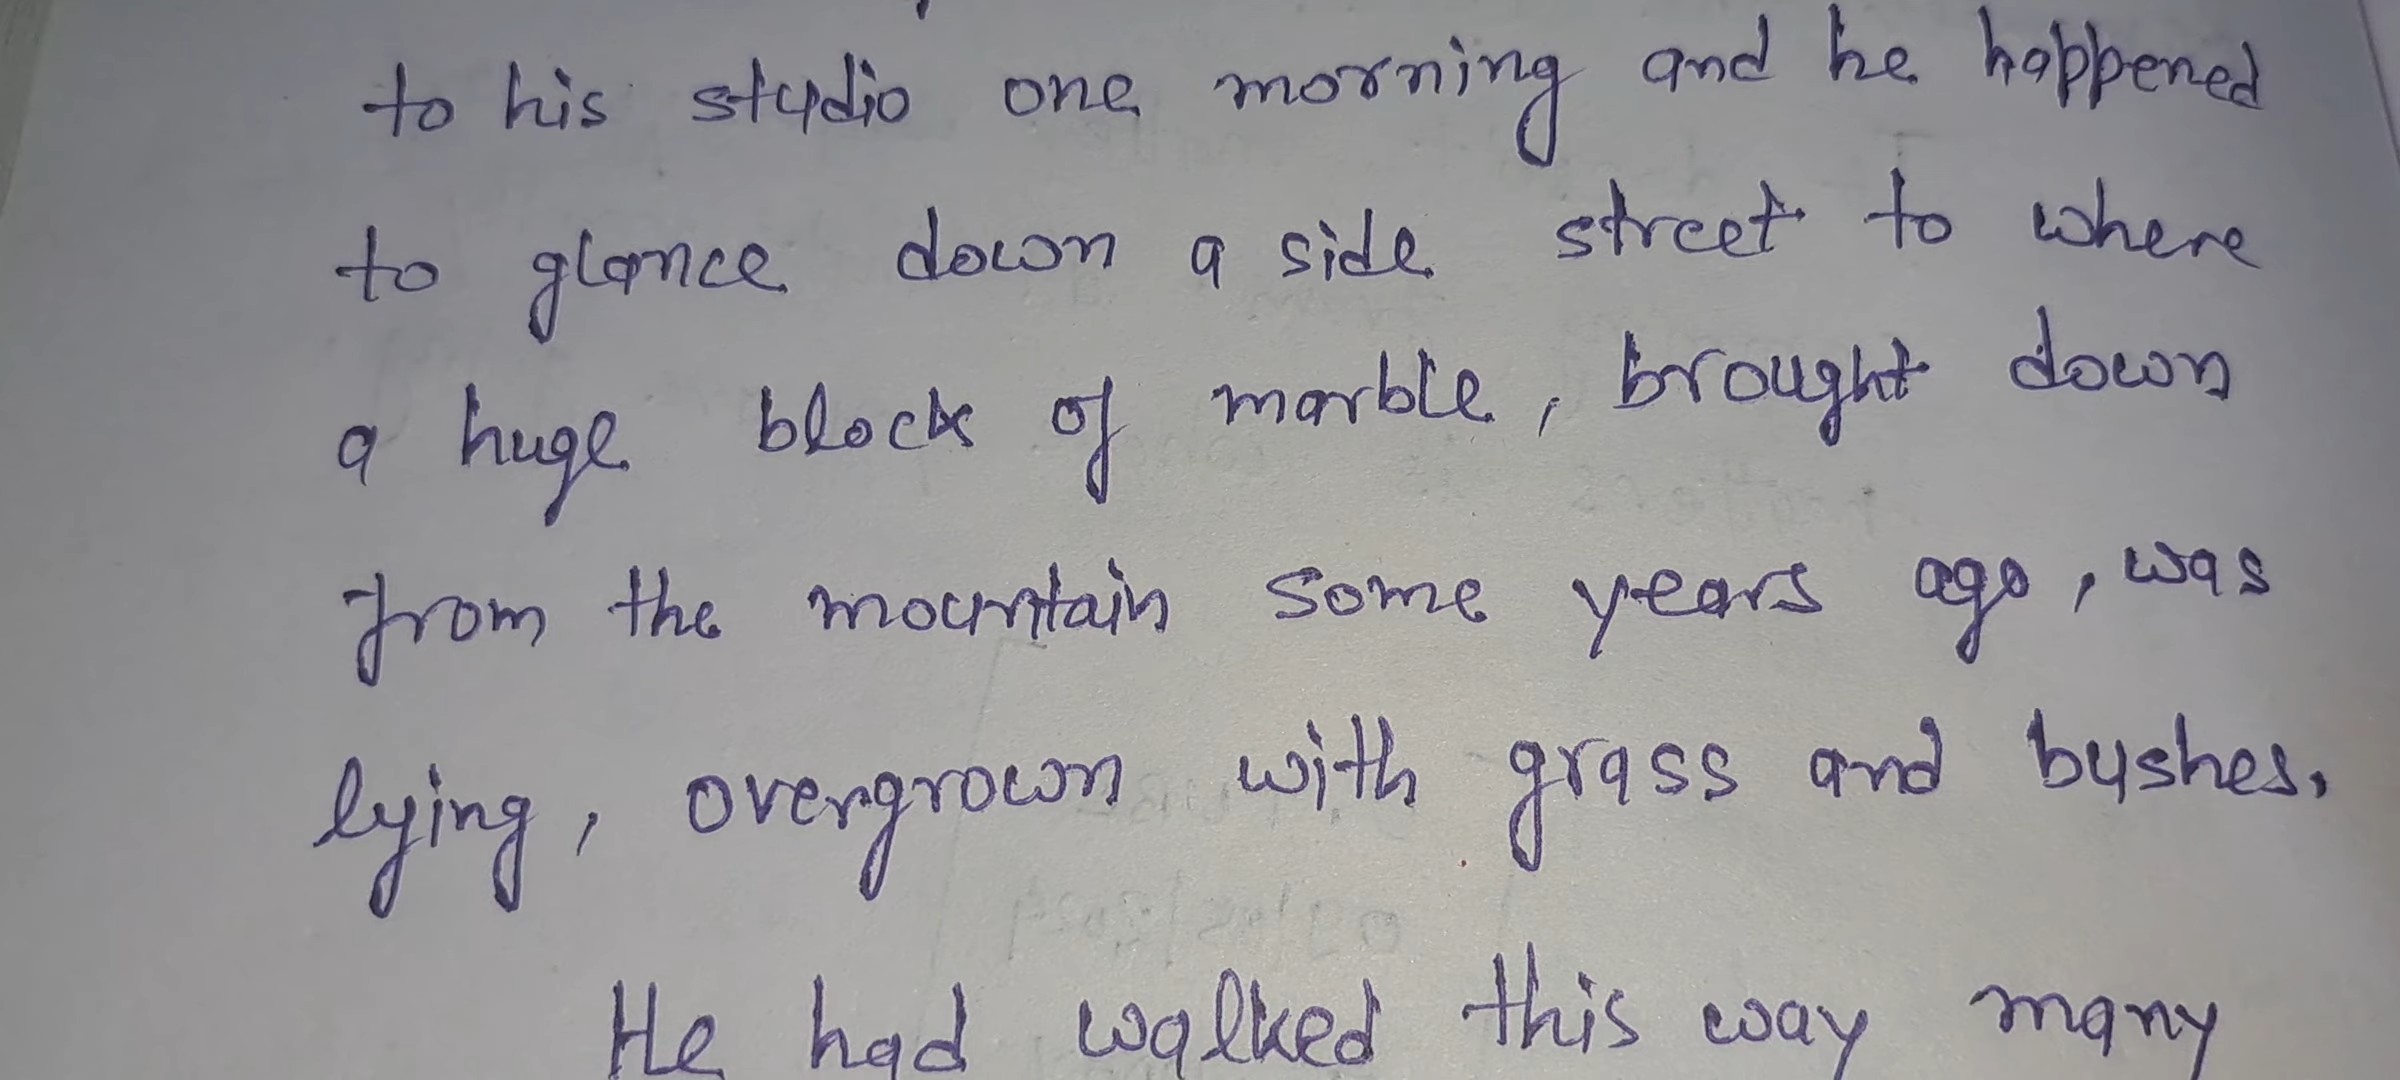 to his studio one morning and he happened
to glance down a side street to where
a huge block of marble, brought down
from the mountain some years ago, was
lying, overgrown with grass and bushes.
He had walked this way many